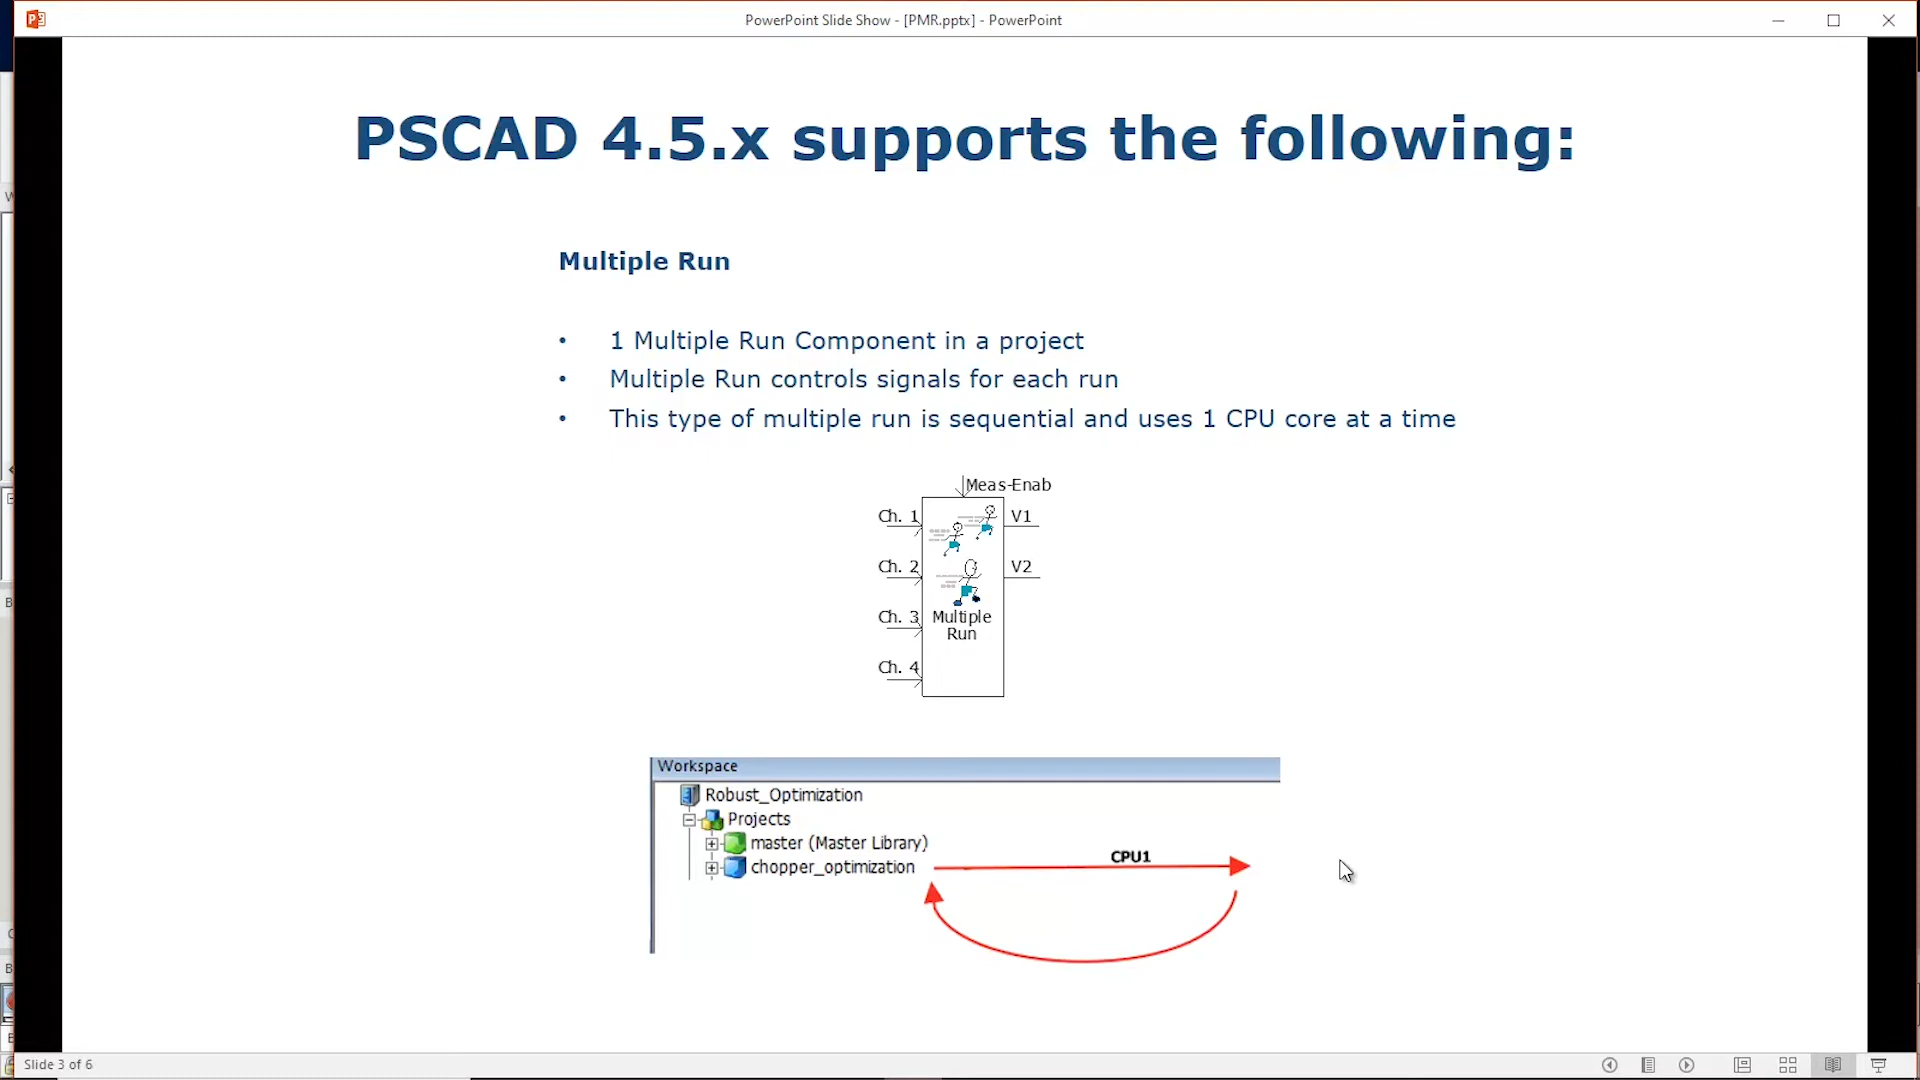 PowerPoint Slide Show - [PMR.pptx] - PowerPoint
PSCAD 4.5.x supports the following:
Multiple Run
• 1 Multiple Run Component in a project
• Multiple Run controls signals for each run
• This type of multiple run is sequential and uses 1 CPU core at a time
Meas-Enab
Ch. 1 V1
Ch. 2 V2
Ch. 3 Multiple
Run
Ch. 4
Workspace
Robust_Optimization
Projects
master (Master Library)
chopper_optimization
CPU1
Slide 3 of 6